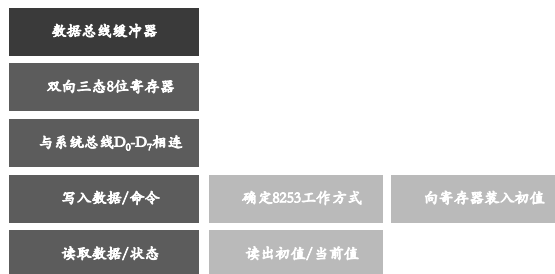 数据总线缓冲器
双向三态8位寄存器
与系统总线D₀-D₇相连
写入数据/命令 确定8253工作方式 向寄存器装入初值
读取数据/状态 读出初值/当前值